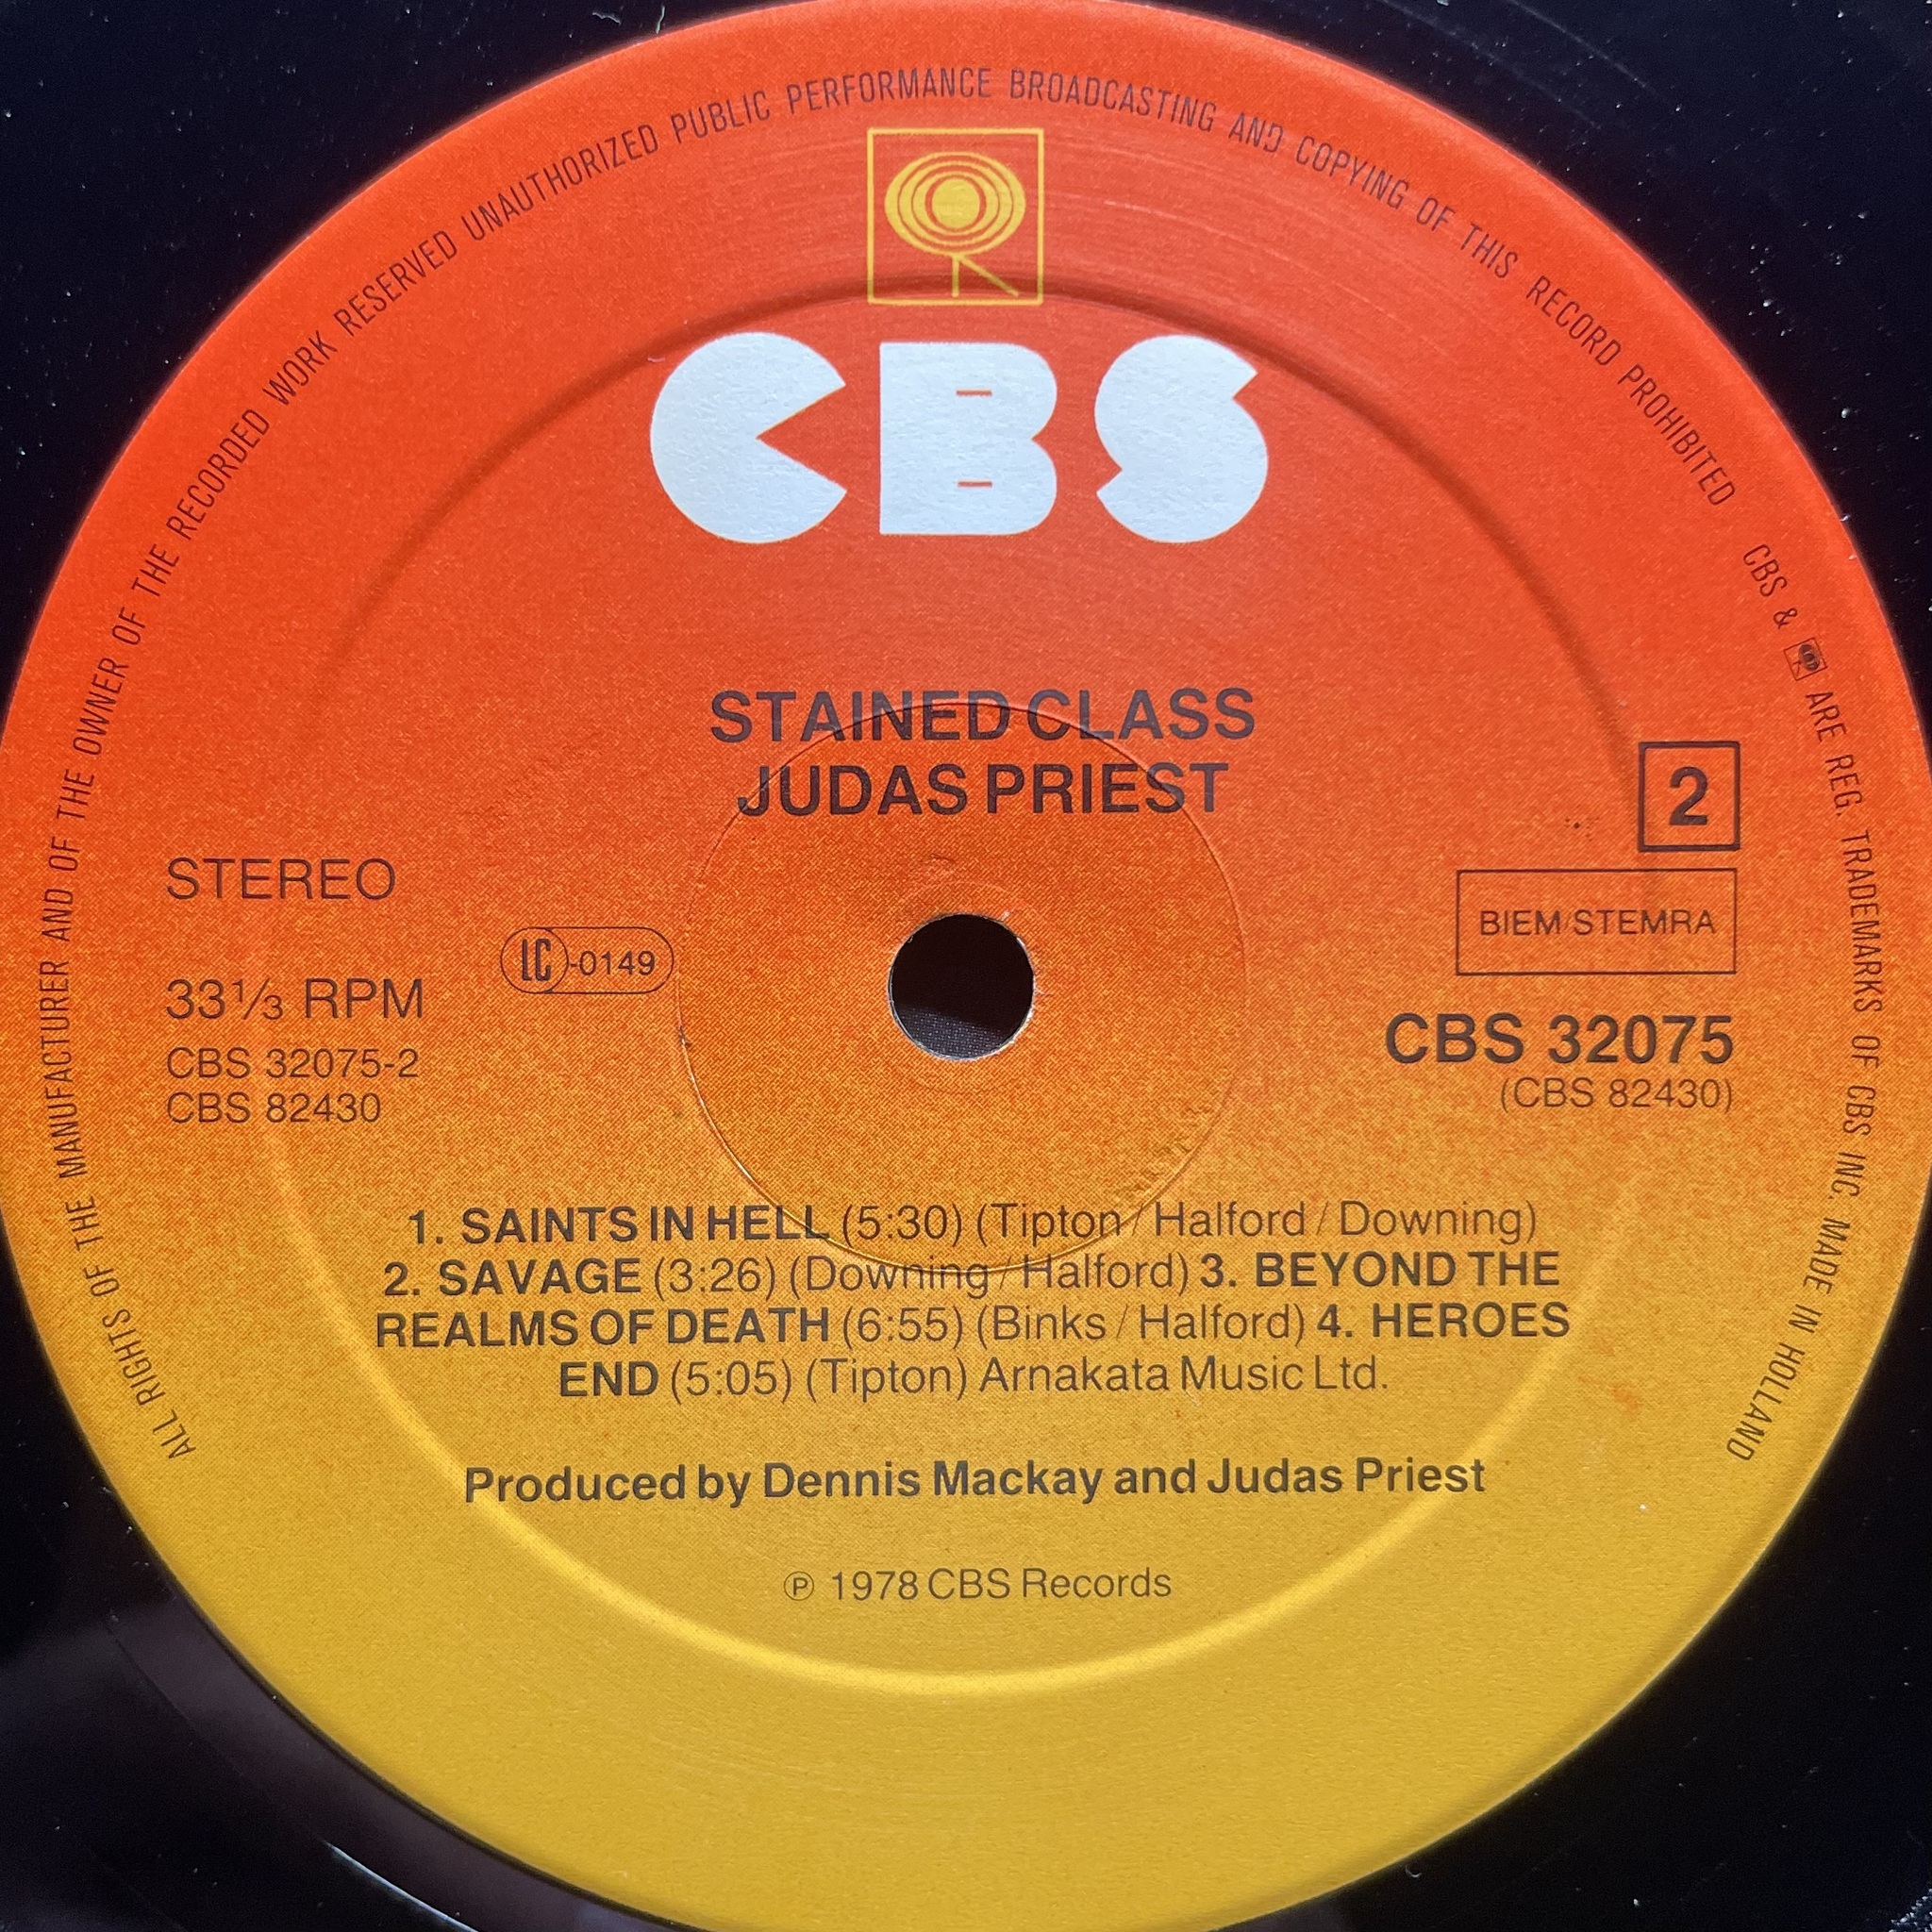 ALL RIGHTS OF THE MANUFACTURER AND OF THE OWNER OF THE RECORDED WORK RESERVED UNAUTHORIZED PUBLIC PERFORMANCE BROADCASTING AND COPYING OF THIS RECORD PROHIBITED
CBS & ARE REG. TRADEMARKS OF CBS INC. MADE IN HOLLAND
CBS
STAINED CLASS
JUDAS PRIEST
2
STEREO
BIEM/STEMRA
LC-0149
33⅓ RPM
CBS 32075-2
CBS 82430
CBS 32075
(CBS 82430)
1. SAINTS IN HELL (5:30) (Tipton/Halford/Downing)
2. SAVAGE (3:26) (Downing/Halford) 3. BEYOND THE
REALMS OF DEATH (6:55) (Binks/Halford) 4. HEROES
END (5:05) (Tipton) Arnakata Music Ltd.
Produced by Dennis Mackay and Judas Priest
℗ 1978 CBS Records